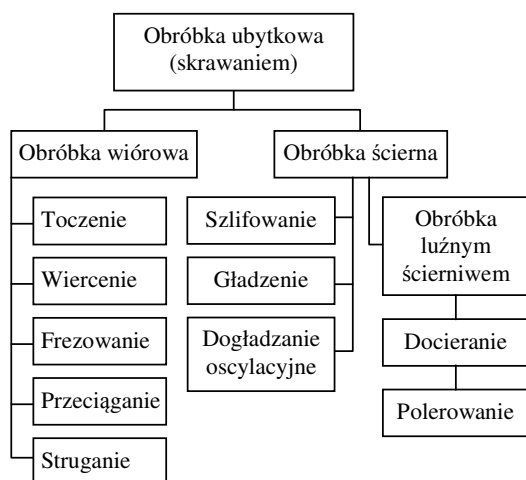 Obróbka ubytkowa
(skrawaniem)
Obróbka wiórowa
Obróbka ścierna
Toczenie
Wiercenie
Frezowanie
Przeciąganie
Struganie
Szlifowanie
Gładzenie
Dogładzanie
oscylacyjne
Obróbka
luźnym
ścierniwem
Docieranie
Polerowanie